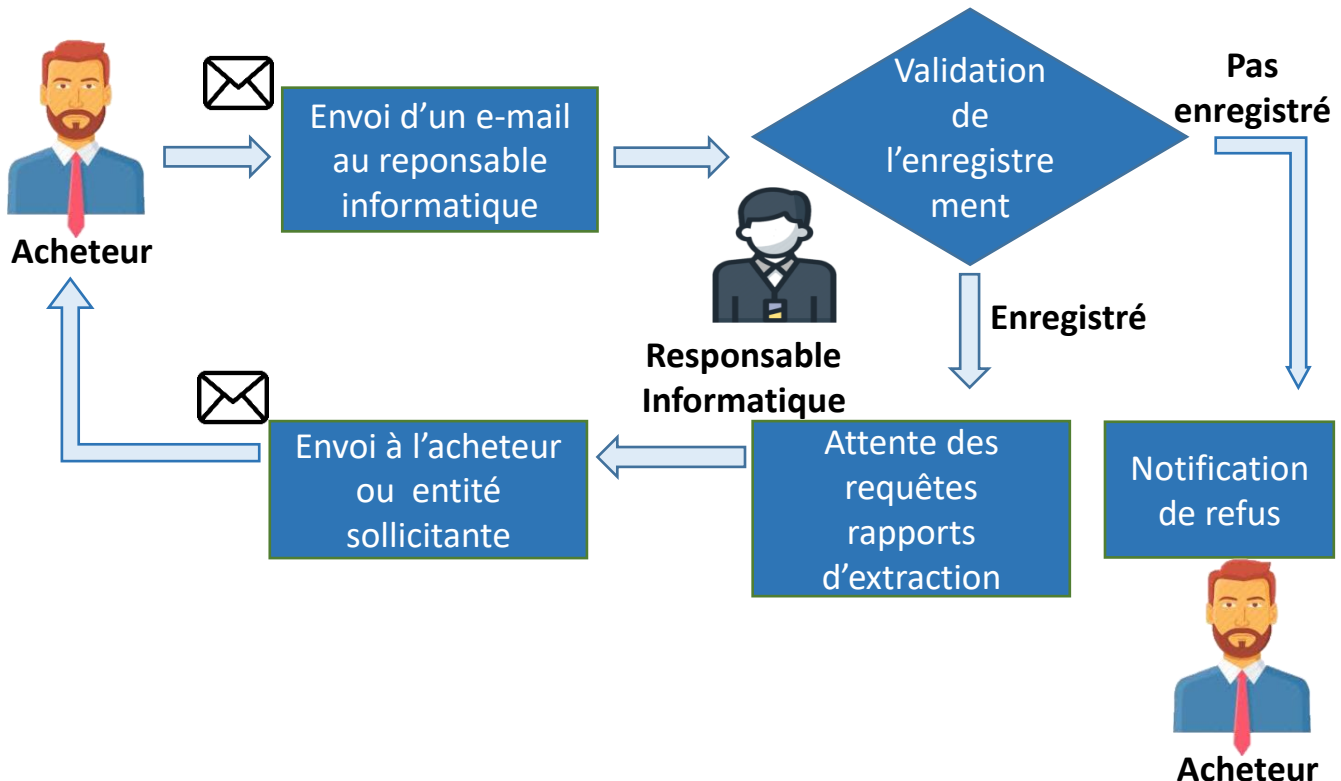 Acheteur
Envoi d'un e-mail
au reponsable
informatique
Validation
de
l'enregistre
ment
Pas
enregistré
Enregistré
Responsable
Informatique
Envoi à l'acheteur
ou entité
sollicitante
Attente des
requêtes
rapports
d'extraction
Notification
de refus
Acheteur